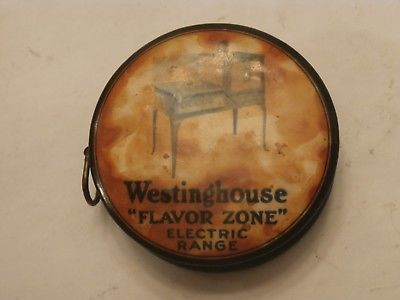 Westinghouse
"FLAVOR ZONE"
ELECTRIC
RANGE